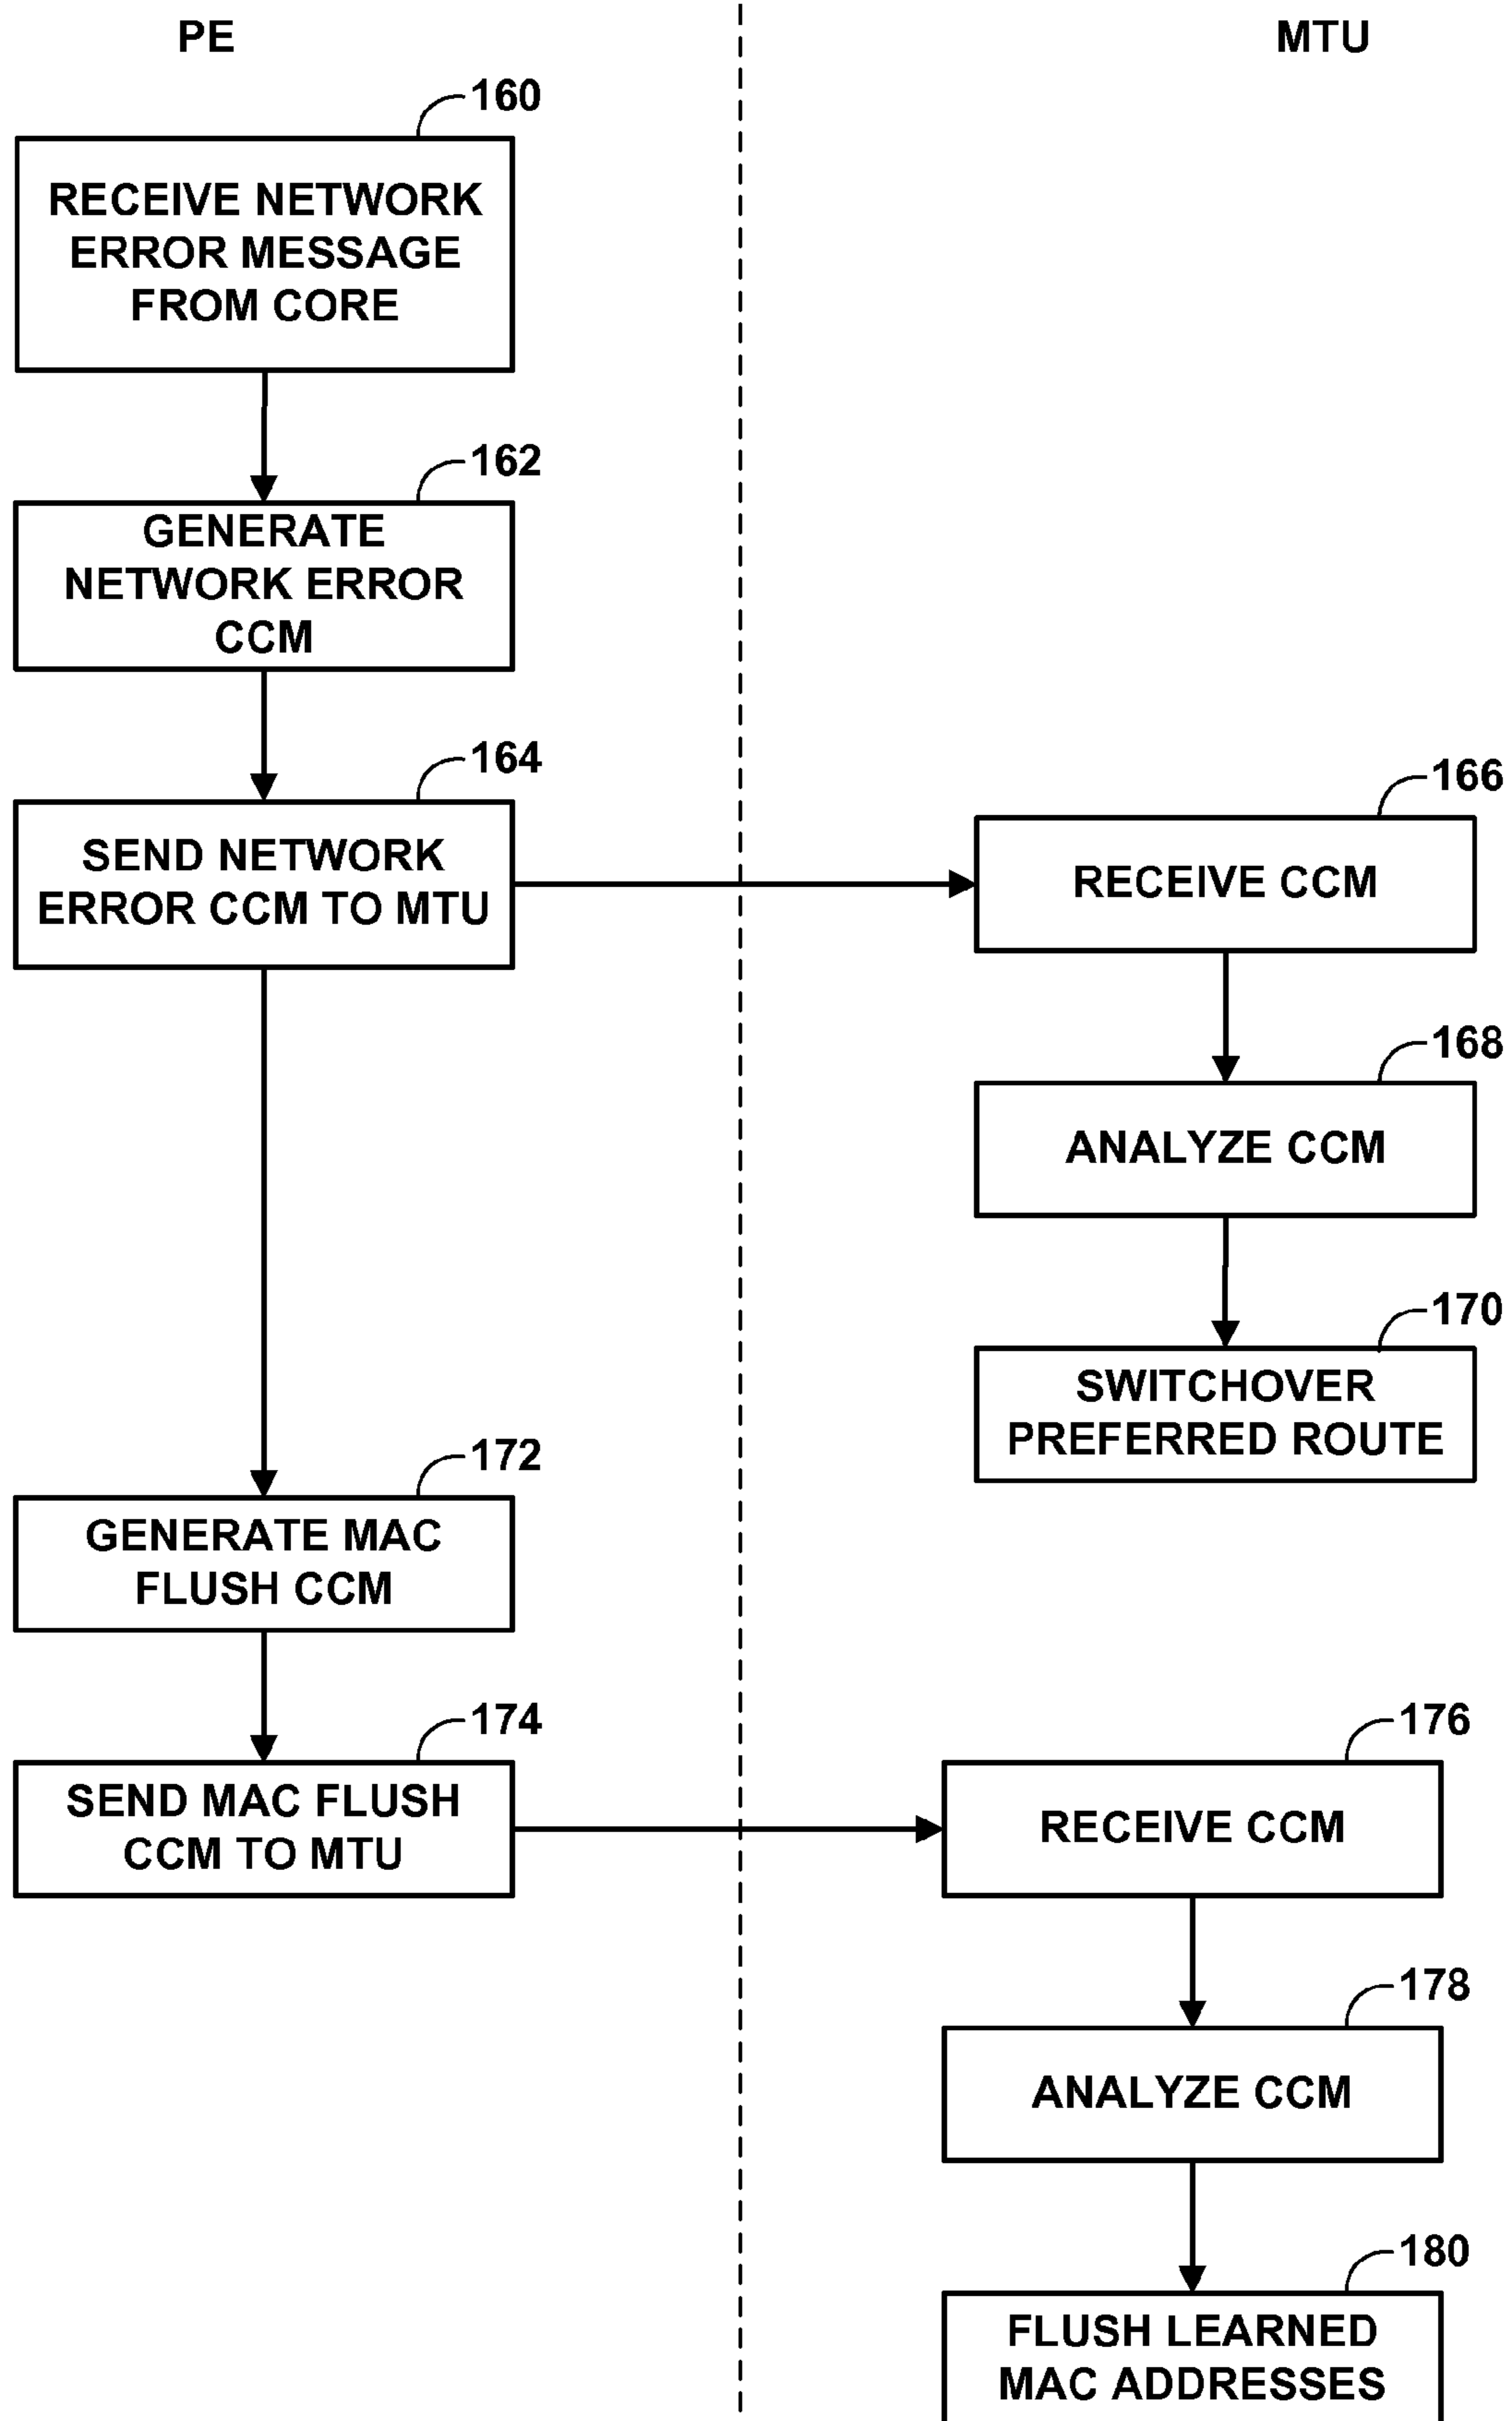 PE
MTU
160
RECEIVE NETWORK
ERROR MESSAGE
FROM CORE
162
GENERATE
NETWORK ERROR
CCM
164
SEND NETWORK
ERROR CCM TO MTU
166
RECEIVE CCM
168
ANALYZE CCM
170
SWITCHOVER
PREFERRED ROUTE
172
GENERATE MAC
FLUSH CCM
174
SEND MAC FLUSH
CCM TO MTU
176
RECEIVE CCM
178
ANALYZE CCM
180
FLUSH LEARNED
MAC ADDRESSES